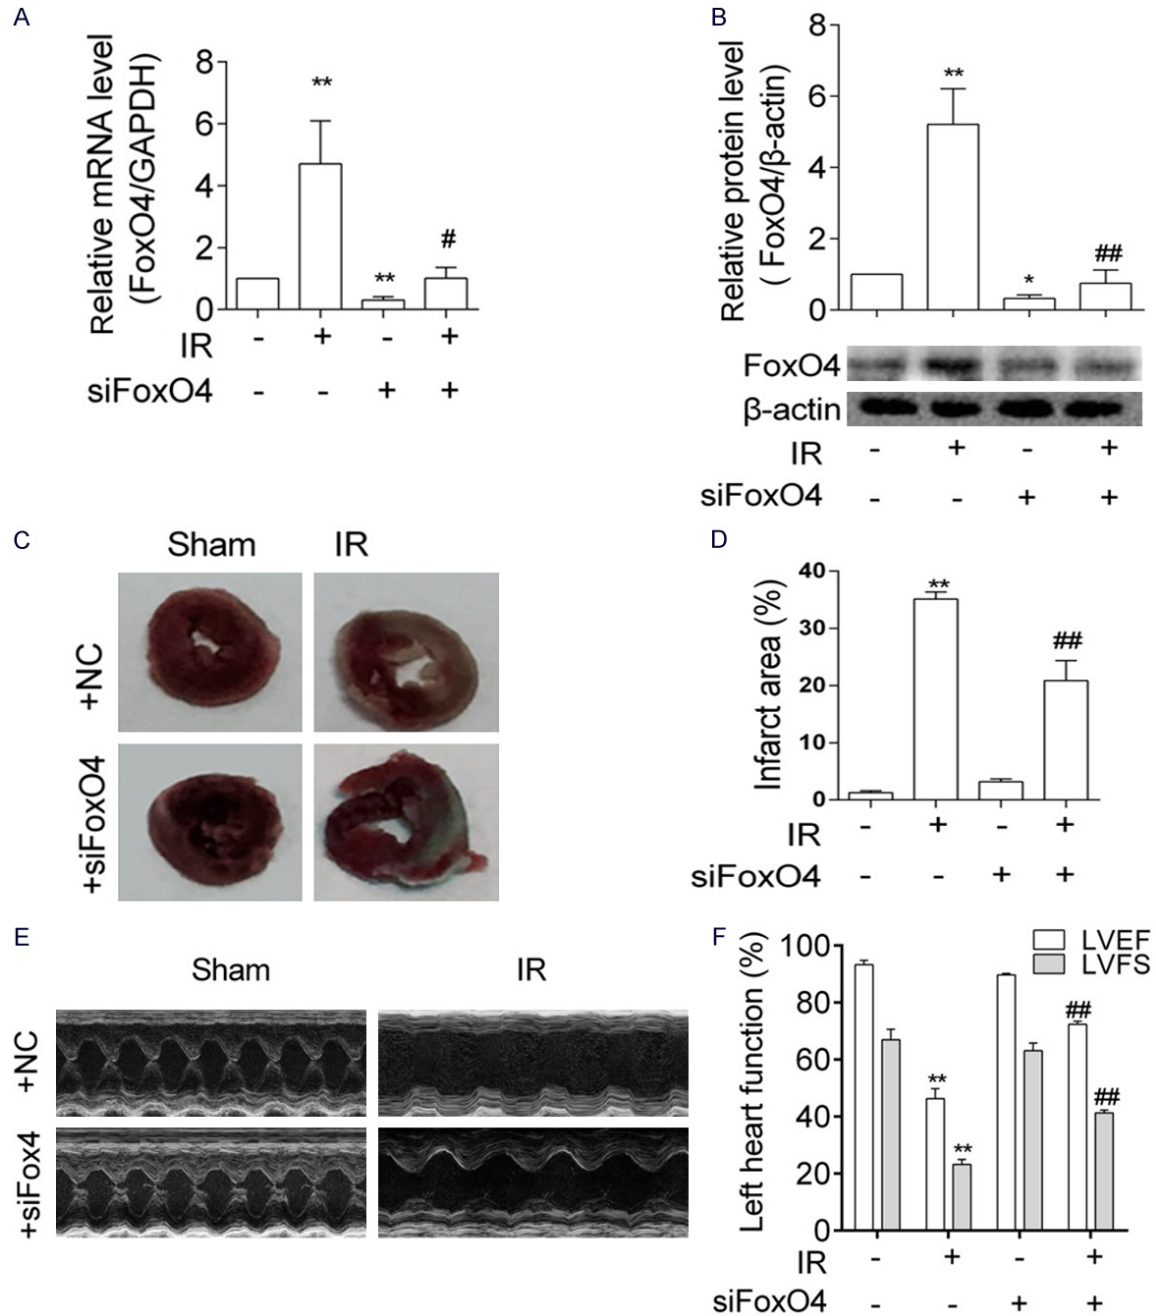 A
Relative mRNA level
(FoxO4/GAPDH)
8
6
4
2
0
**
**
#
IR - + - +
siFoxO4 - - + +
B
Relative protein level
( FoxO4/β-actin)
8
6
4
2
0
**
*
##
FoxO4
β-actin
IR - + - +
siFoxO4 - - + +
C
Sham IR
+NC
+siFoxO4
D
Infarct area (%)
40
30
20
10
0
**
##
IR - + - +
siFoxO4 - - + +
E
Sham IR
+NC
+siFox4
F
Left heart function (%)
100
80
60
40
20
0
LVEF
LVFS
**
**
##
##
IR - + - +
siFoxO4 - - + +